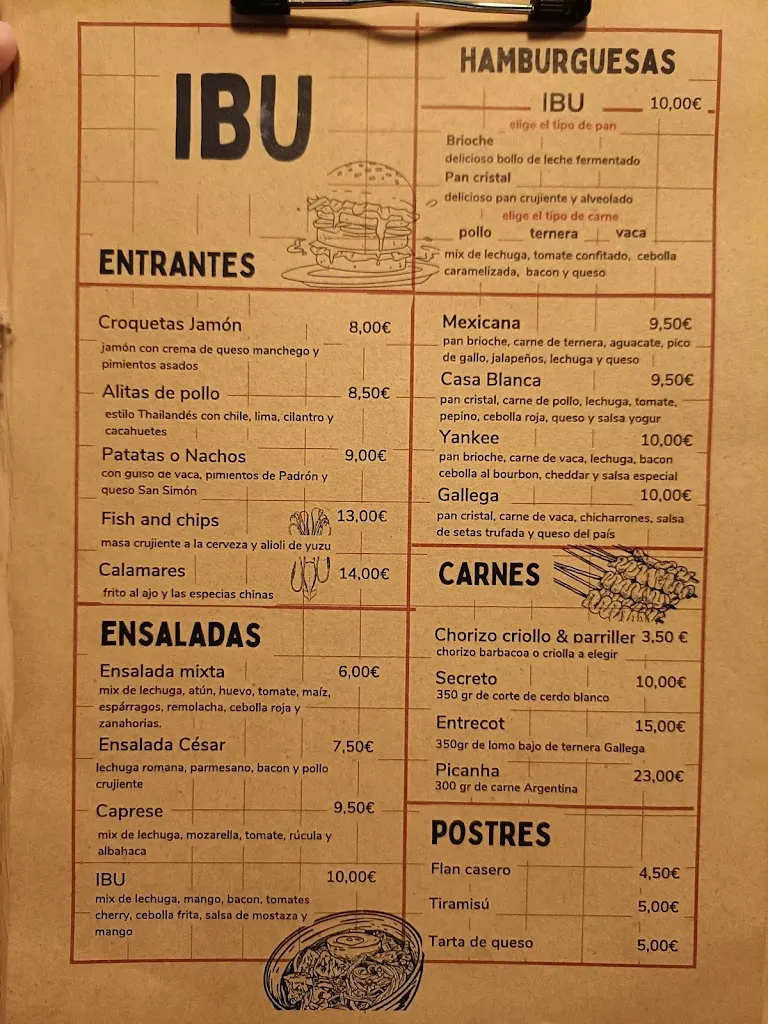 IBU
ENTRANTES
Croquetas Jamón 8,00€
jamón con crema de queso manchego y
pimientos asados
Alitas de pollo 8,50€
estilo Thailandés con chile, lima, cilantro y
cacahuetes
Patatas o Nachos 9,00€
con guiso de vaca, pimientos de Padrón y
queso San Simón
Fish and chips 13,00€
masa crujiente a la cerveza y alioli de yuzu
Calamares 14,00€
frito al ajo y las especias chinas
ENSALADAS
Ensalada mixta 6,00€
mix de lechuga, atún, huevo, tomate, maíz,
espárragos, remolacha, cebolla roja y
zanahorias.
Ensalada César 7,50€
lechuga romana, parmesano, bacon y pollo
crujiente
Caprese 9,50€
mix de lechuga, mozarella, tomate, rúcula y
albahaca
IBU 10,00€
mix de lechuga, mango, bacon, tomates
cherry, cebolla frita, salsa de mostaza y
mango
HAMBURGUESAS
IBU 10,00€
elige el tipo de pan
Brioche
delicioso bollo de leche fermentado
Pan cristal
delicioso pan crujiente y alveolado
elige el tipo de carne
pollo ternera vaca
mix de lechuga, tomate confitado, cebolla
caramelizada, bacon y queso
Mexicana 9,50€
pan brioche, carne de ternera, aguacate, pico
de gallo, jalapeños, lechuga y queso
Casa Blanca 9,50€
pan cristal, carne de pollo, lechuga, tomate,
pepino, cebolla roja, queso y salsa yogur
Yankee 10,00€
pan brioche, carne de vaca, lechuga, bacon
cebolla al bourbon, cheddar y salsa especial
Gallega 10,00€
pan cristal, carne de vaca, chicharrones, salsa
de setas trufada y queso del país
CARNES
Chorizo criollo & parriller 3,50 €
chorizo barbacoa o criolla a elegir
Secreto 10,00€
350 gr de corte de cerdo blanco
Entrecot 15,00€
350gr de lomo bajo de ternera Gallega
Picanha 23,00€
300 gr de carne Argentina
POSTRES
Flan casero 4,50€
Tiramisú 5,00€
Tarta de queso 5,00€